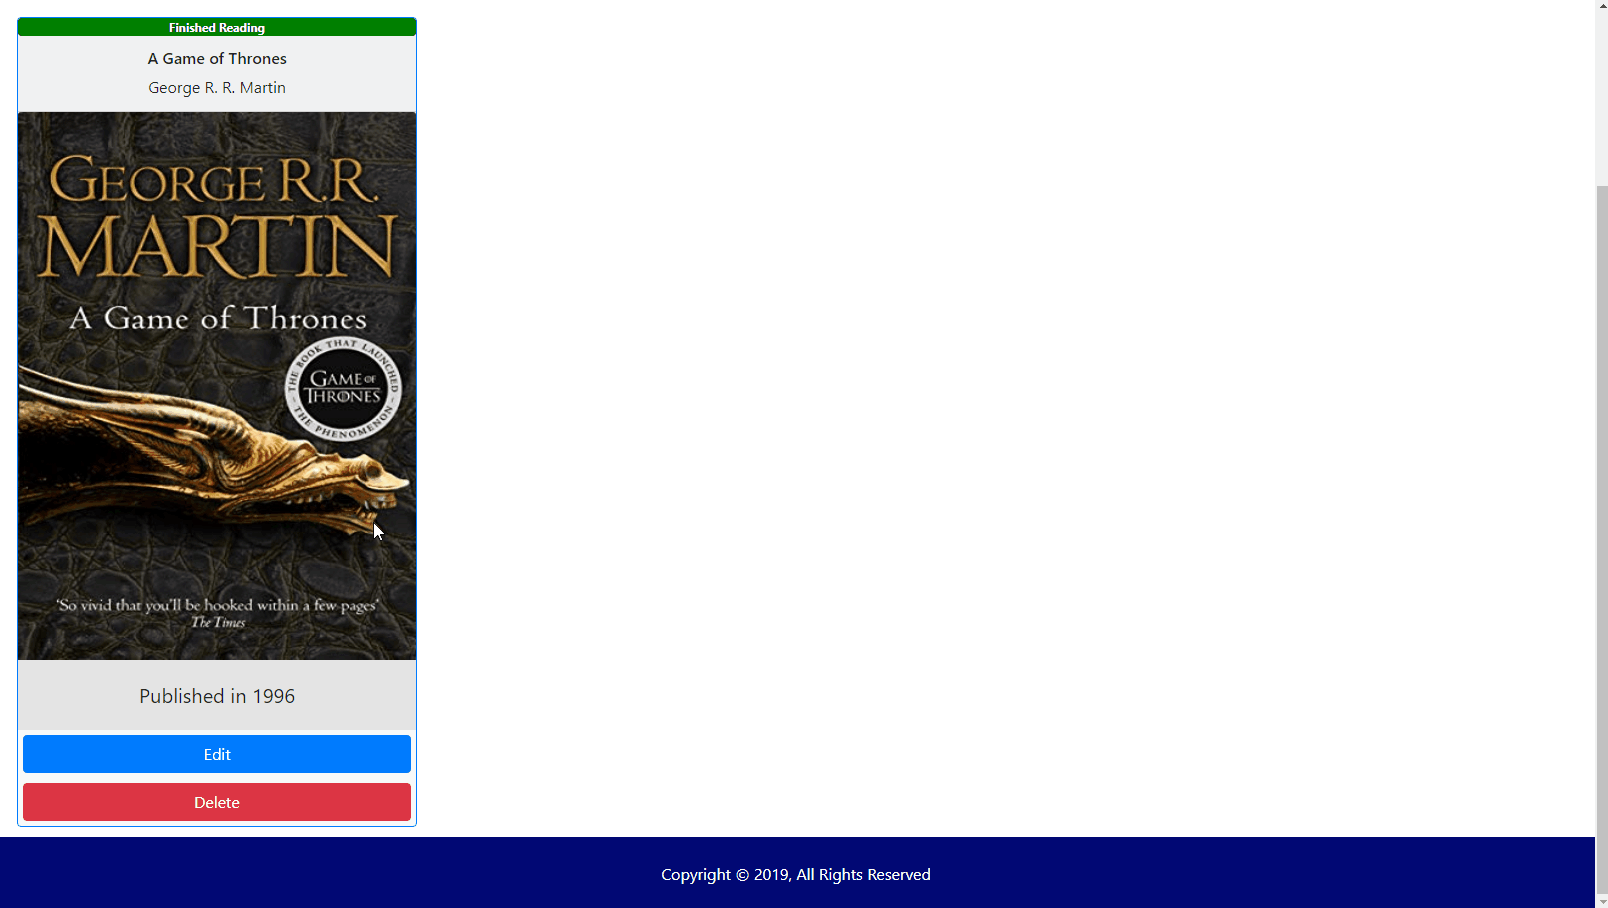 Finished Reading
A Game of Thrones
George R. R. Martin
GEORGE R.R.
MARTIN
A Game of Thrones
THE BOOK THAT LAUNCHED
GAME OF
THRONES
- THE PHENOMENON -
'So vivid that you'll be hooked within a few pages'
The Times
Published in 1996
Edit
Delete
Copyright © 2019, All Rights Reserved